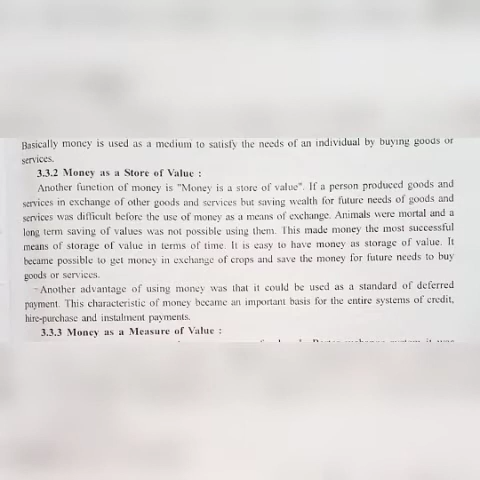 Basically money is used as a medium to satisfy the needs of an individual by buying goods or
services.
3.3.2 Money as a Store of Value :
Another function of money is "Money is a store of value". If a person produced goods and
services in exchange of other goods and services but saving wealth for future needs of goods and
services was difficult before the use of money as a means of exchange. Animals were mortal and a
long term saving of values was not possible using them. This made money the most successful
means of storage of value in terms of time. It is easy to have money as storage of value. It
became possible to get money in exchange of crops and save the money for future needs to buy
goods or services.
Another advantage of using money was that it could be used as a standard of deferred
payment. This characteristic of money became an important basis for the entire systems of credit,
hire-purchase and instalment payments.
3.3.3 Money as a Measure of Value :